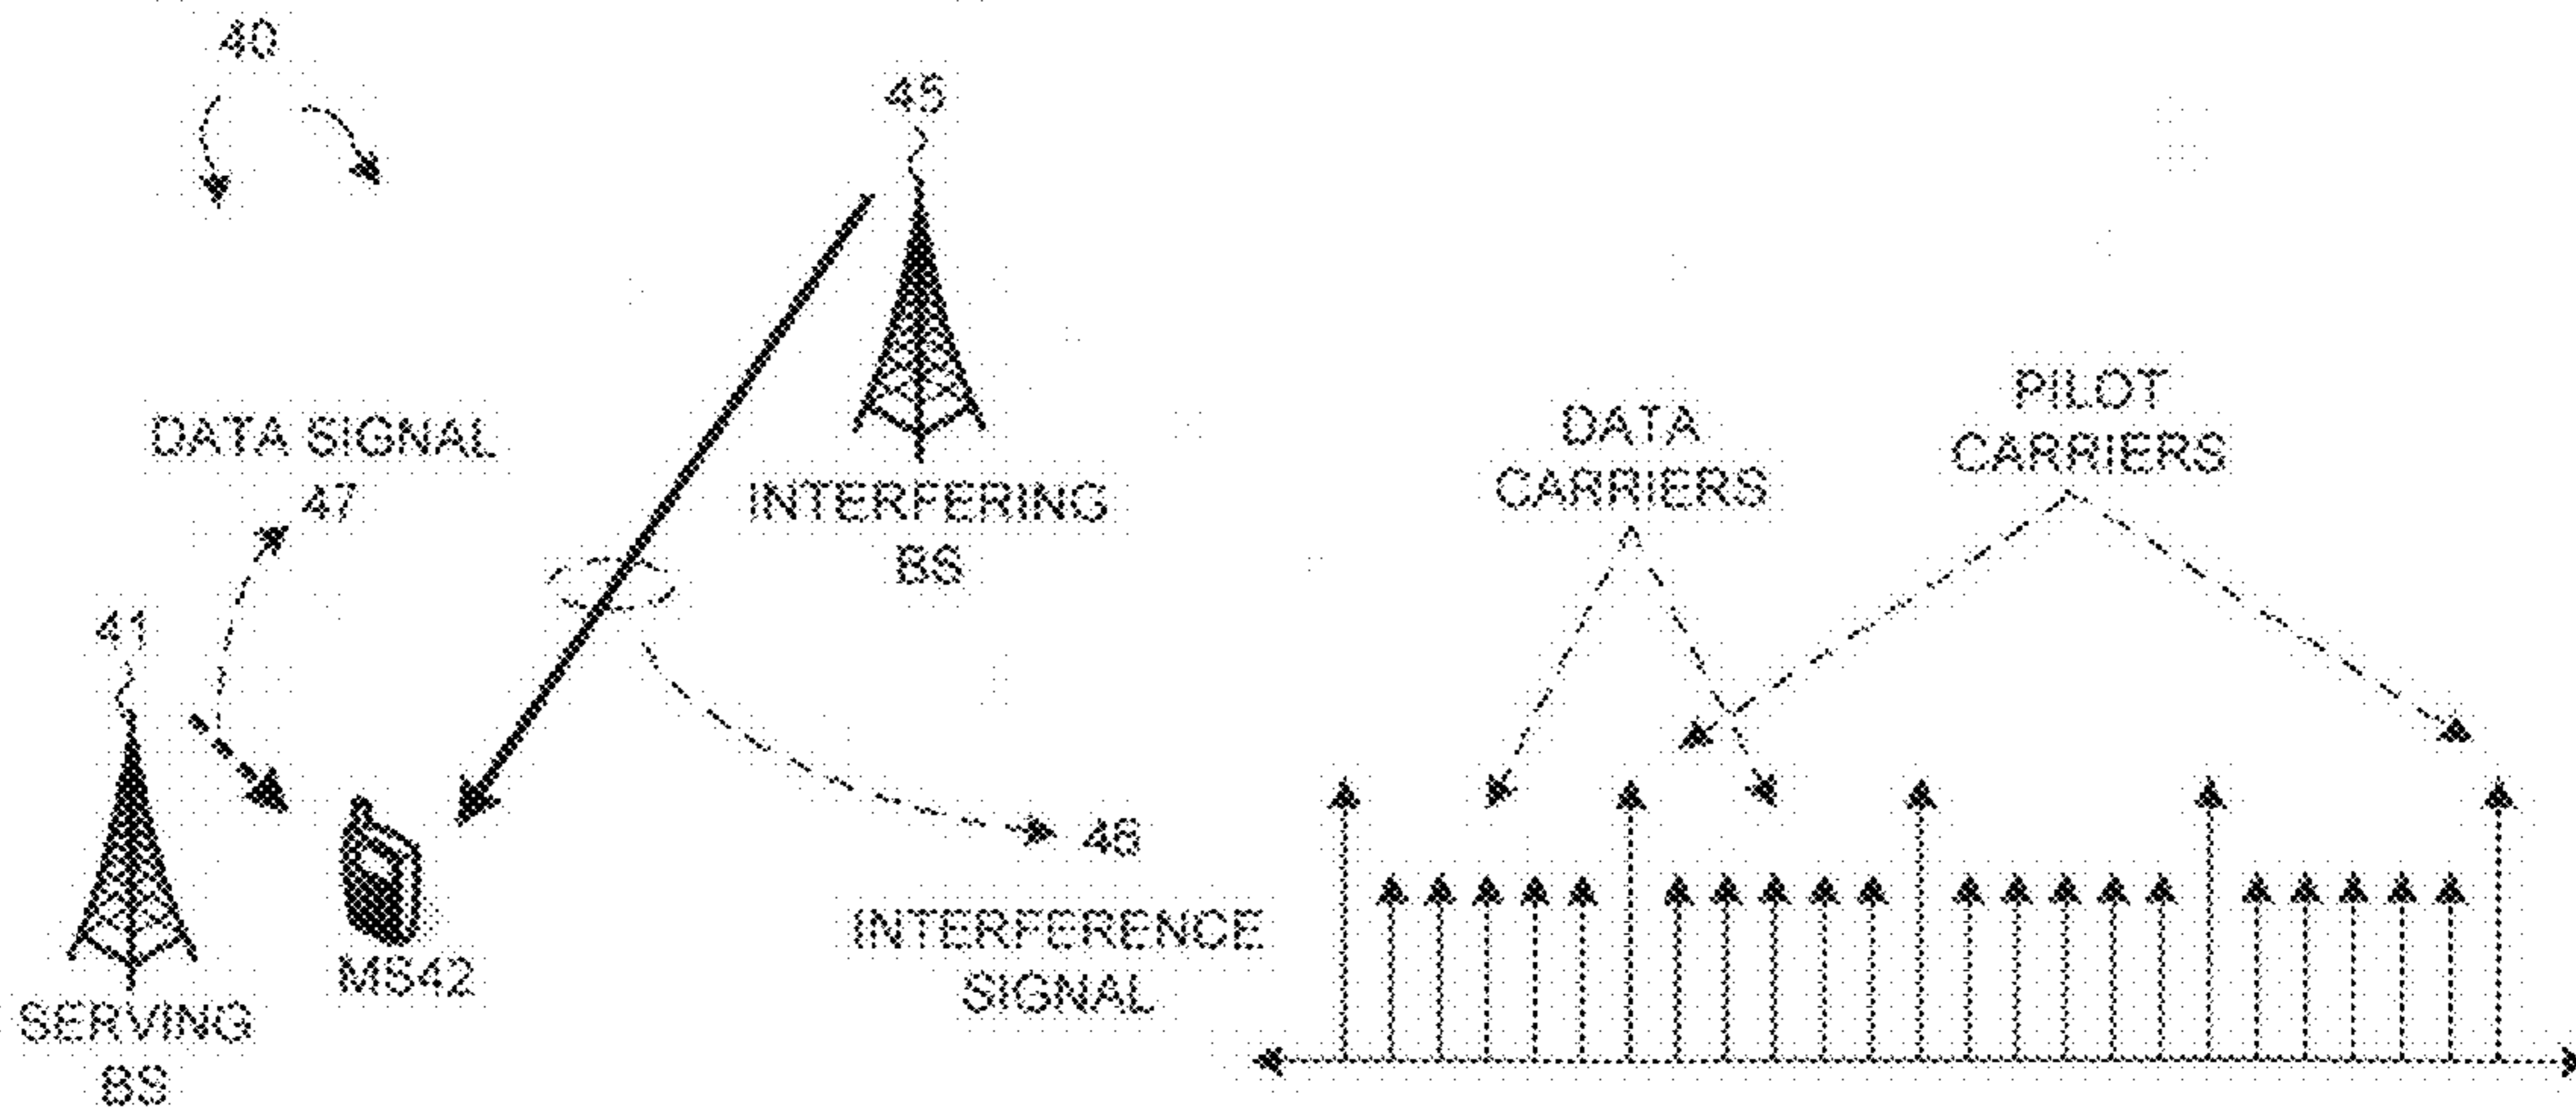 40
45
DATA SIGNAL
47
INTERFERING
BS
DATA
CARRIERS
PILOT
CARRIERS
41
SERVING
BS
MS42
48
INTERFERENCE
SIGNAL